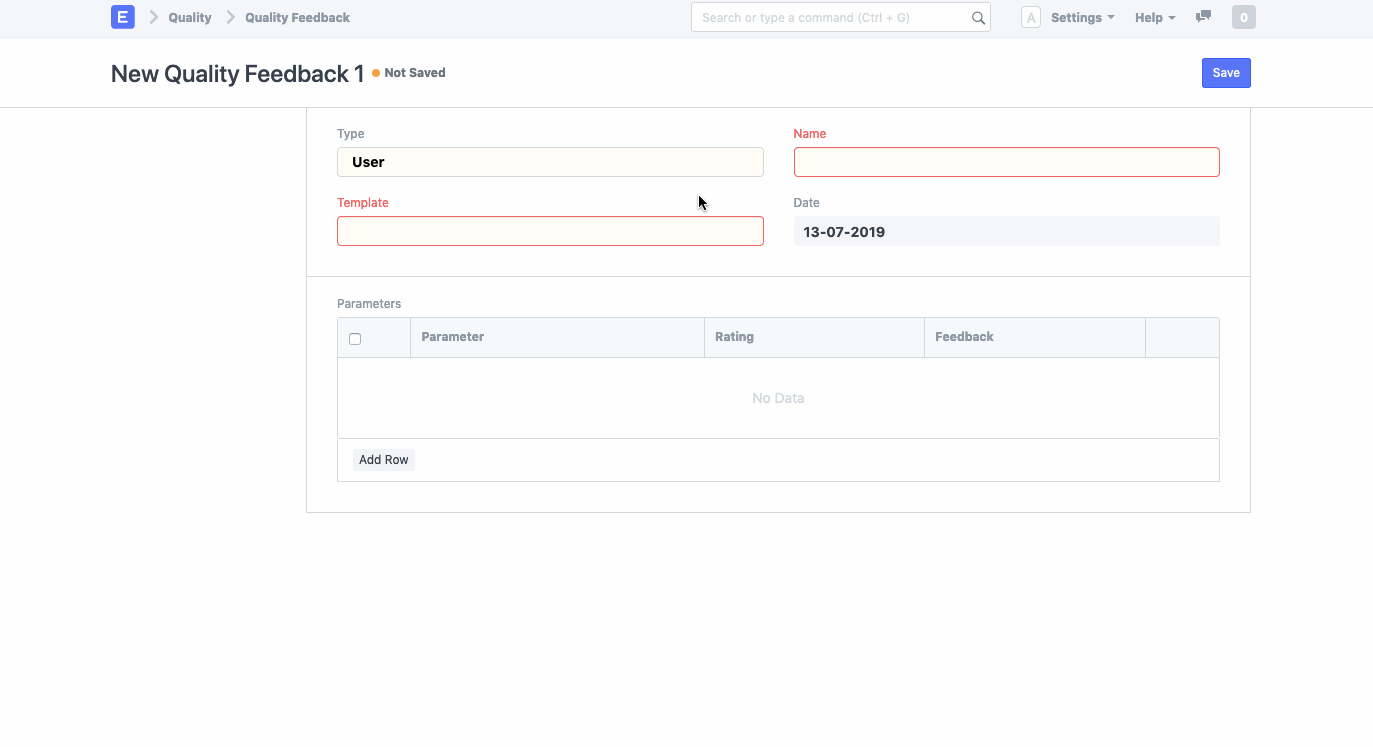 E Quality Quality Feedback Search or type a command (Ctrl + G) A Settings Help 0
New Quality Feedback 1 Not Saved Save
Type Name
User
Template Date
13-07-2019
Parameters
Parameter Rating Feedback
No Data
Add Row